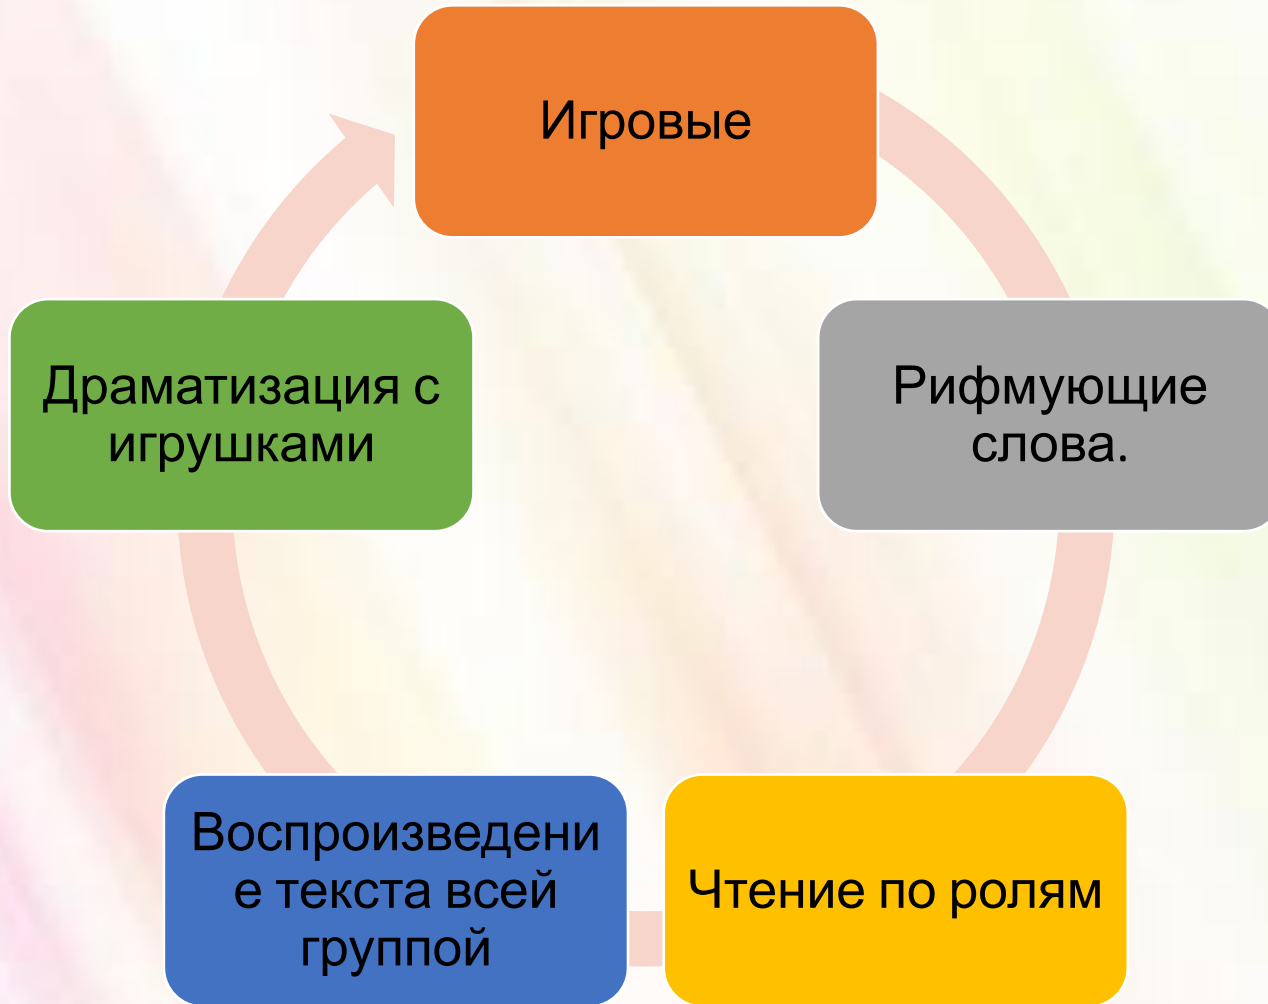 Игровые
Рифмующие
слова.
Чтение по ролям
Воспроизведени
е текста всей
группой
Драматизация с
игрушками